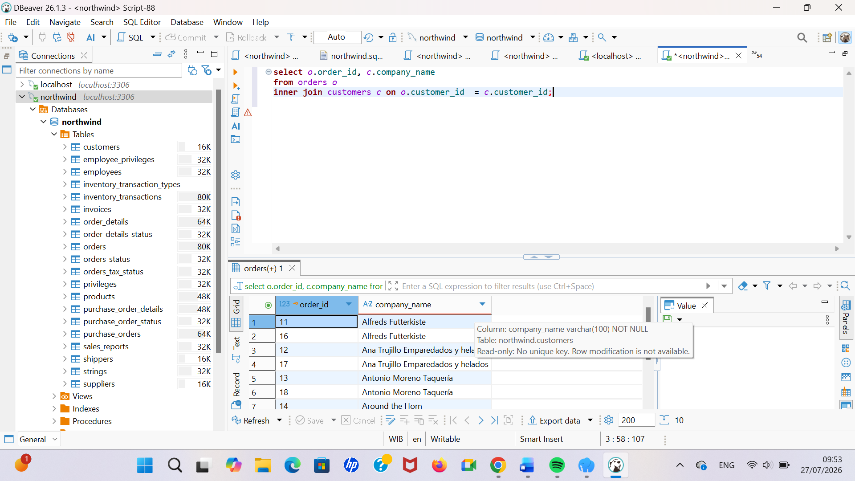 DBeaver 26.1.3 - <northwind> Script-88
File Edit Navigate Search SQL Editor Database Window Help
AI SQL Commit Rollback T Auto northwind northwind
Connections
<northwind> ... northwind.sq... <northwind> ... <northwind> ... <localhost> ... *<northwind>... 54
Filter connections by name
localhost localhost:3306
northwind localhost:3306
Databases
northwind
Tables
customers 16K
employee_privileges 32K
employees 32K
inventory_transaction_types
inventory_transactions 80K
invoices 32K
order_details 64K
order_details_status 32K
orders 80K
orders_status 32K
orders_tax_status 32K
privileges 32K
products 48K
purchase_order_details 48K
purchase_order_status 32K
purchase_orders 64K
sales_reports 32K
shippers 16K
strings 32K
suppliers 16K
Views
Indexes
Procedures
AI
select o.order_id, c.company_name
from orders o
inner join customers c on o.customer_id = c.customer_id;
orders(+) 1
select o.order_id, c.company_name fror Enter a SQL expression to filter results (use Ctrl+Space)
Grid
Text
Record
123 order_id A-Z company_name
1 11 Alfreds Futterkiste
2 16 Alfreds Futterkiste
3 12 Ana Trujillo Emparedados y hela
4 17 Ana Trujillo Emparedados y helados
5 13 Antonio Moreno Taquería
6 18 Antonio Moreno Taquería
7 14 Around the Horn
Column: company_name varchar(100) NOT NULL
Table: northwind.customers
Read-only: No unique key. Row modification is not available.
Value
Panels
Refresh Save Cancel Export data 200 10
General
WIB en Writable Smart Insert 3 : 58 : 107
1
ENG
09:53
27/07/2026